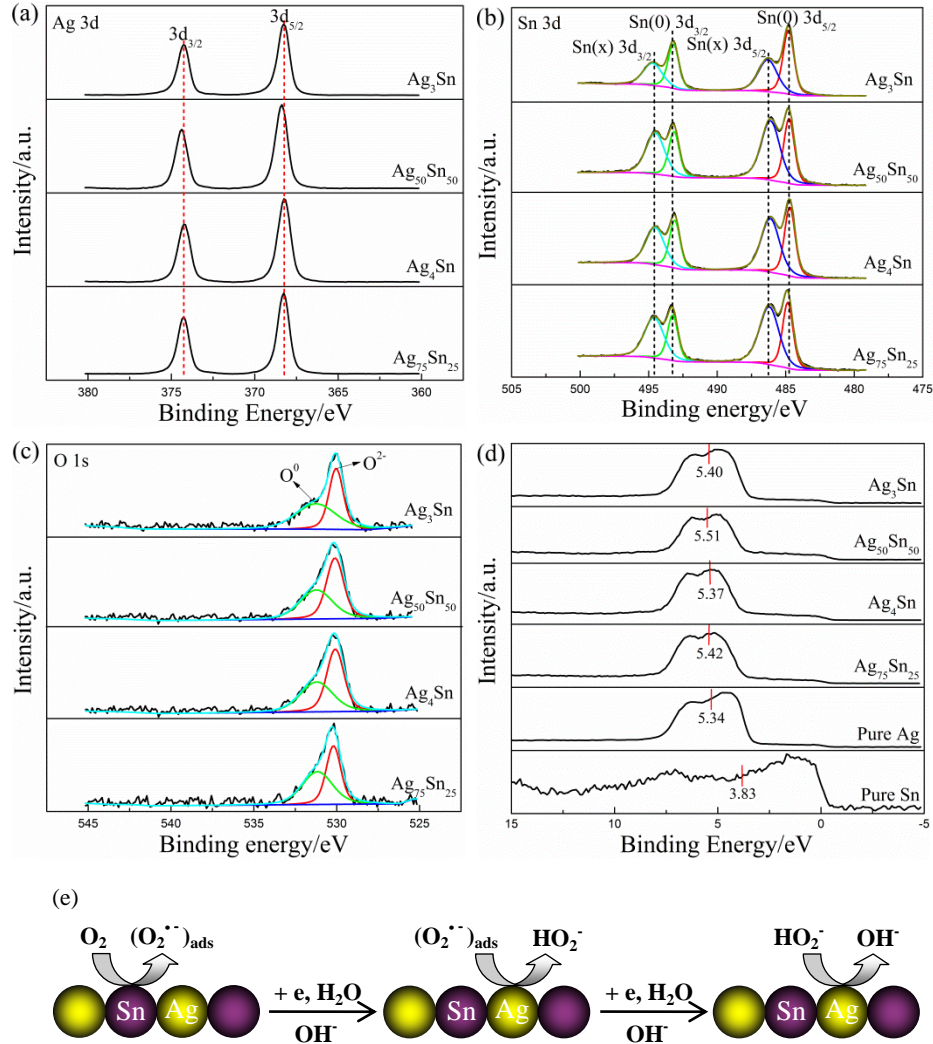 (a)
Ag 3d
3d3/2
3d5/2
Ag3Sn
Ag50Sn50
Ag4Sn
Ag75Sn25
Intensity/a.u.
380 375 370 365 360
Binding Energy/eV
(b)
Sn 3d
Sn(0) 3d3/2
Sn(0) 3d5/2
Sn(x) 3d3/2
Sn(x) 3d5/2
Ag3Sn
Ag50Sn50
Ag4Sn
Ag75Sn25
Intensity/a.u.
505 500 495 490 485 480 475
Binding Energy/eV
(c)
O 1s
O0
O2-
Ag3Sn
Ag50Sn50
Ag4Sn
Ag75Sn25
Intensity/a.u.
545 540 535 530 525
Binding energy/eV
(d)
5.40
Ag3Sn
5.51
Ag50Sn50
5.37
Ag4Sn
5.42
Ag75Sn25
5.34
Pure Ag
3.83
Pure Sn
Intensity/a.u.
15 10 5 0 -5
Binding Energy/eV
(e)
O2 (O2•-)ads
Sn Ag
+ e, H2O
OH-
(O2•-)ads HO2-
Sn Ag
+ e, H2O
OH-
HO2- OH-
Sn Ag